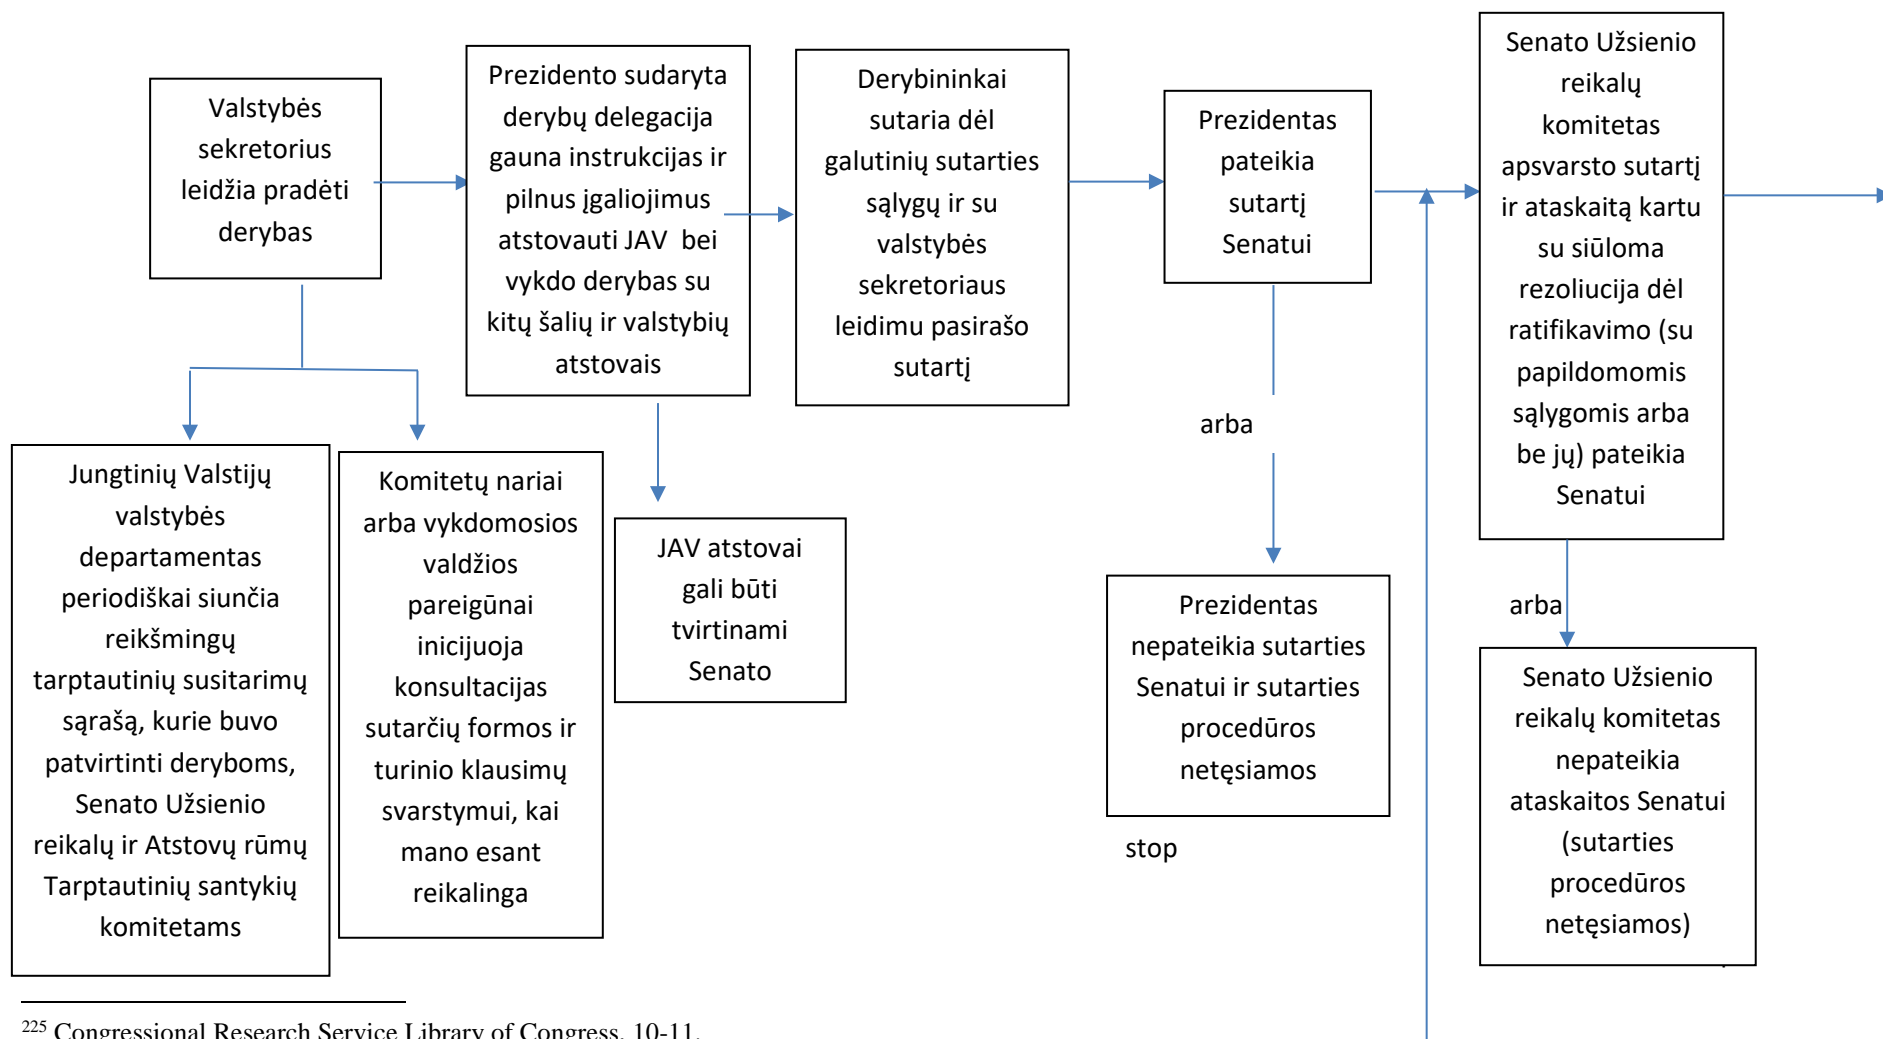 Valstybės
sekretorius
leidžia pradėti
derybas
Prezidento sudaryta
derybų delegacija
gauna instrukcijas ir
pilnus įgaliojimus
atstovauti JAV  bei
vykdo derybas su
kitų šalių ir valstybių
atstovais
Derybininkai
sutaria dėl
galutinių sutarties
sąlygų ir su
valstybės
sekretoriaus
leidimu pasirašo
sutartį
Prezidentas
pateikia
sutartį
Senatui
Senato Užsienio
reikalų
komitetas
apsvarsto sutartį
ir ataskaitą kartu
su siūloma
rezoliucija dėl
ratifikavimo (su
papildomomis
sąlygomis arba
be jų) pateikia
Senatui
Jungtinių Valstijų
valstybės
departamentas
periodiškai siunčia
reikšmingų
tarptautinių susitarimų
sąrašą, kurie buvo
patvirtinti deryboms,
Senato Užsienio
reikalų ir Atstovų rūmų
Tarptautinių santykių
komitetams
Komitetų nariai
arba vykdomosios
valdžios
pareigūnai
inicijuoja
konsultacijas
sutarčių formos ir
turinio klausimų
svarstymui, kai
mano esant
reikalinga
JAV atstovai
gali būti
tvirtinami
Senato
arba
Prezidentas
nepateikia sutarties
Senatui ir sutarties
procedūros
netęsiamos
stop
arba
Senato Užsienio
reikalų komitetas
nepateikia
ataskaitos Senatui
(sutarties
procedūros
netęsiamos)
225 Congressional Research Service Library of Congress, 10-11.